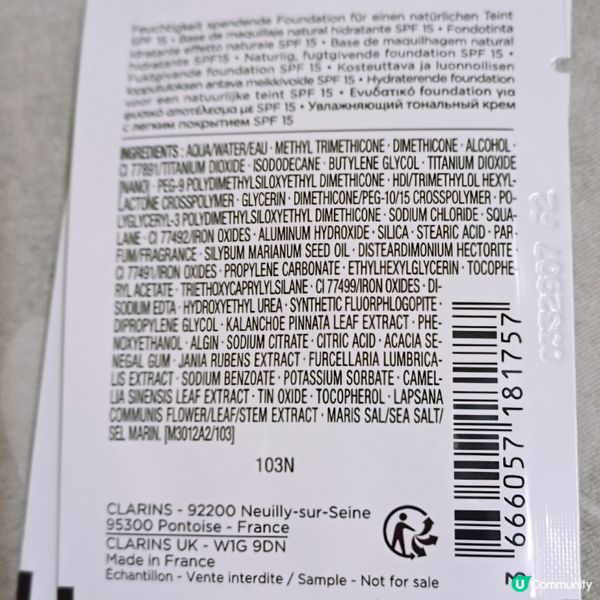 Feuchtigkeit spendende Foundation für einen natürlichen Teint
SPF 15 • Base de maquillaje natural hidratante SPF 15 • Fondotinta
idratante effetto naturale SPF 15 • Base de maquilhagem natural
hidratante SPF15 • Naturlig, fugtgivende foundation SPF 15 •
Fuktgivande foundation SPF 15 • Kosteuttava ja luonnollisen
lopputuloksen antava meikkivoide SPF 15 • Hydraterende foundation
voor een natuurlijke teint SPF 15 • Ενυδατικό foundation για
φυσικό αποτέλεσμα με SPF 15 • Увлажняющий тональный крем
с легким покрытием SPF 15
INGREDIENTS : AQUA/WATER/EAU · METHYL TRIMETHICONE · DIMETHICONE · ALCOHOL ·
CI 77891/TITANIUM DIOXIDE · ISODODECANE · BUTYLENE GLYCOL · TITANIUM DIOXIDE
[NANO] · PEG-9 POLYDIMETHYLSILOXYETHYL DIMETHICONE · HDI/TRIMETHYLOL HEXYL-
LACTONE CROSSPOLYMER · GLYCERIN · DIMETHICONE/PEG-10/15 CROSSPOLYMER · PO-
LYGLYCERYL-3 POLYDIMETHYLSILOXYETHYL DIMETHICONE · SODIUM CHLORIDE · SQUA-
LANE · CI 77492/IRON OXIDES · ALUMINUM HYDROXIDE · SILICA · STEARIC ACID · PAR-
FUM/FRAGRANCE · SILYBUM MARIANUM SEED OIL · DISTEARDIMONIUM HECTORITE ·
CI 77491/IRON OXIDES · PROPYLENE CARBONATE · ETHYLHEXYLGLYCERIN · TOCOPHE-
RYL ACETATE · TRIETHOXYCAPRYLYLSILANE · CI 77499/IRON OXIDES · DI-
SODIUM EDTA · HYDROXYETHYL UREA · SYNTHETIC FLUORPHLOGOPITE ·
DIPROPYLENE GLYCOL · KALANCHOE PINNATA LEAF EXTRACT · PHE-
NOXYETHANOL · ALGIN · SODIUM CITRATE · CITRIC ACID · ACACIA SE-
NEGAL GUM · JANIA RUBENS EXTRACT · FURCELLARIA LUMBRICA-
LIS EXTRACT · SODIUM BENZOATE · POTASSIUM SORBATE · CAMEL-
LIA SINENSIS LEAF EXTRACT · TIN OXIDE · TOCOPHEROL · LAPSANA
COMMUNIS FLOWER/LEAF/STEM EXTRACT · MARIS SAL/SEA SALT/
SEL MARIN. [M3012A2/103]
103N
CLARINS - 92200 Neuilly-sur-Seine
95300 Pontoise - France
CLARINS UK - W1G 9DN
Made in France
Échantillon - Vente interdite / Sample - Not for sale
3 666057 181757
U Community